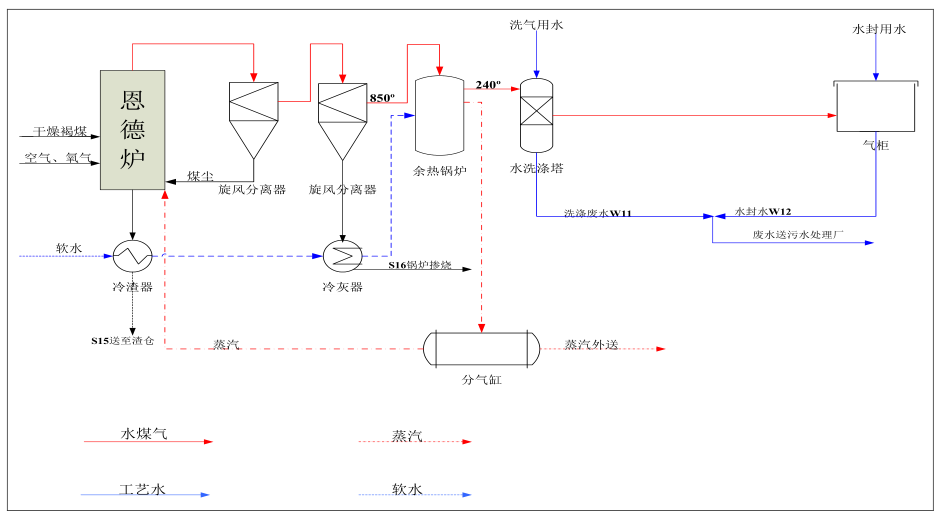 洗气用水
水封用水
850°
240°
恩德炉
干燥褐煤
空气、氧气
煤尘
旋风分离器
旋风分离器
余热锅炉
水洗涤塔
气柜
洗涤废水W11
水封水W12
废水送污水处理厂
软水
S16锅炉掺烧
冷渣器
冷灰器
S15送至渣仓
蒸汽
蒸汽外送
分气缸
水煤气
蒸汽
工艺水
软水